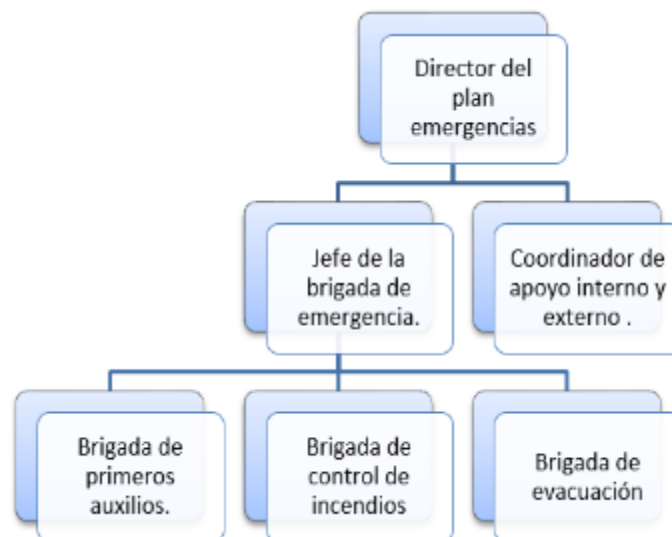 Director del
plan
emergencias
Jefe de la
brigada de
emergencia.
Coordinador de
apoyo interno y
externo .
Brigada de
primeros
auxilios.
Brigada de
control de
incendios
Brigada de
evacuación